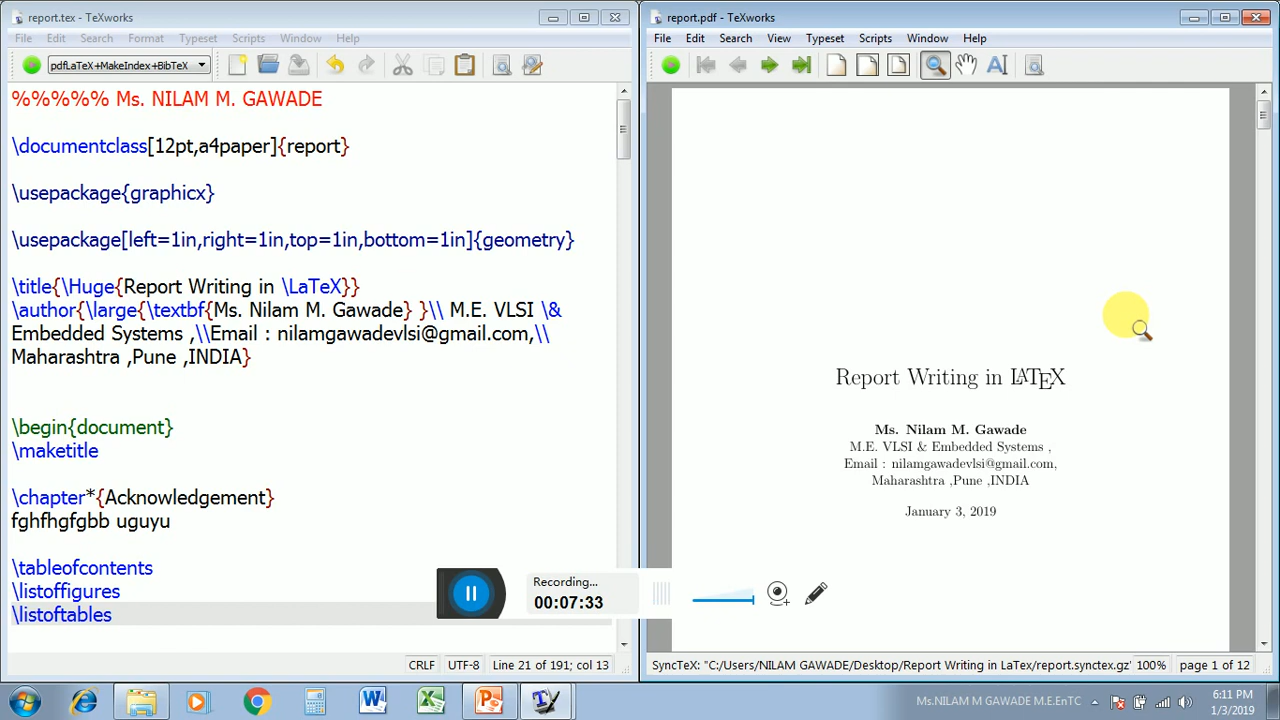 report.tex - TeXworks
File Edit Search Format Typeset Scripts Window Help
pdfLaTeX+MakeIndex+BibTeX
%%%%% Ms. NILAM M. GAWADE
\documentclass[12pt,a4paper]{report}
\usepackage{graphicx}
\usepackage[left=1in,right=1in,top=1in,bottom=1in]{geometry}
\title{\Huge{Report Writing in \LaTeX}}
\author{\large{\textbf{Ms. Nilam M. Gawade} }\\ M.E. VLSI \&
Embedded Systems ,\\Email : nilamgawadevlsi@gmail.com,\\
Maharashtra ,Pune ,INDIA}
\begin{document}
\maketitle
\chapter*{Acknowledgement}
fghfhgfgbb uguyu
\tableofcontents
\listoffigures
\listoftables
CRLF UTF-8 Line 21 of 191; col 13
report.pdf - TeXworks
File Edit Search View Typeset Scripts Window Help
Report Writing in LATEX
Ms. Nilam M. Gawade
M.E. VLSI & Embedded Systems ,
Email : nilamgawadevlsi@gmail.com,
Maharashtra ,Pune ,INDIA
January 3, 2019
Recording...
00:07:33
SyncTeX: "C:/Users/NILAM GAWADE/Desktop/Report Writing in LaTex/report.synctex.gz" 100% page 1 of 12
Ms.NILAM M GAWADE M.E.EnTC
6:11 PM
1/3/2019